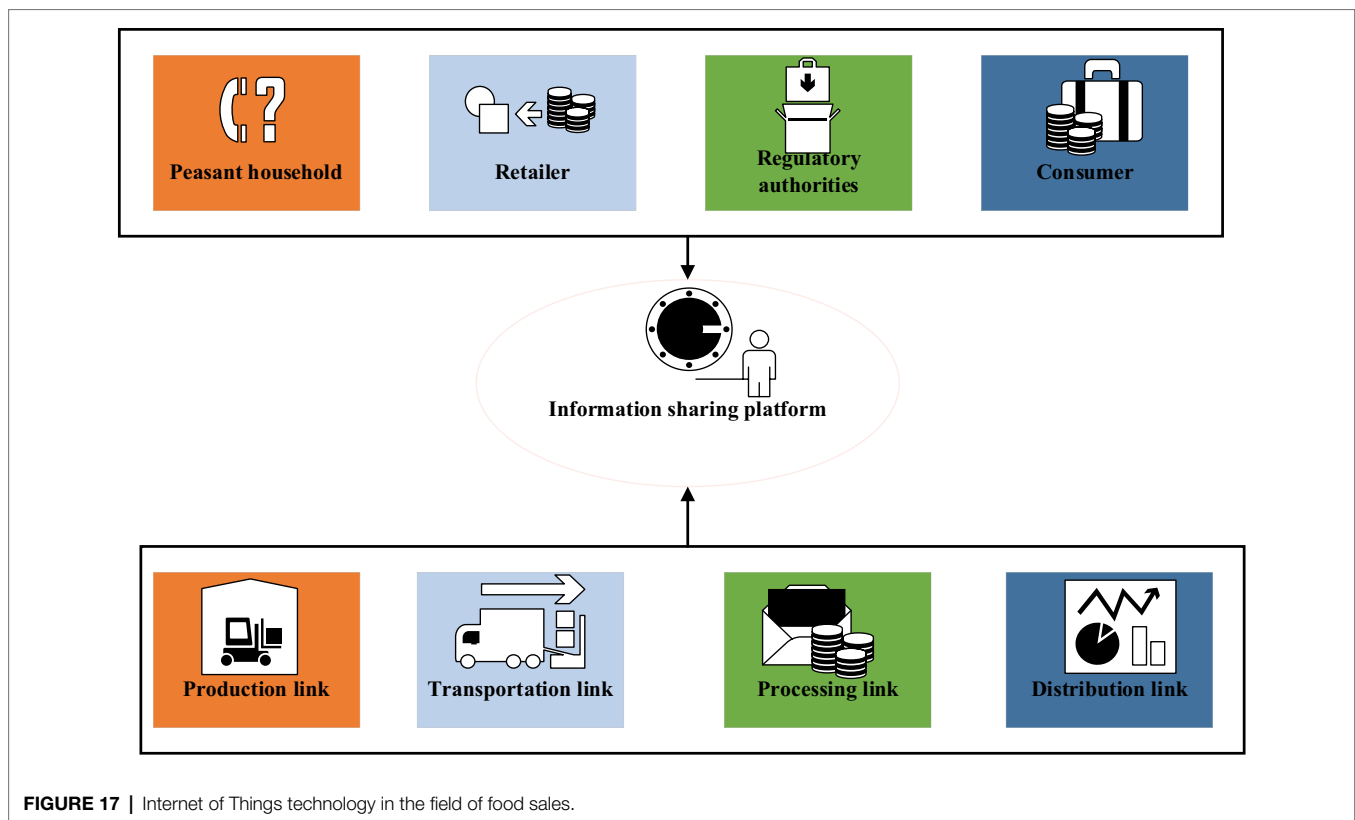 Peasant household
Retailer
Regulatory
authorities
Consumer
Information sharing platform
Production link
Transportation link
Processing link
Distribution link
FIGURE 17 | Internet of Things technology in the field of food sales.